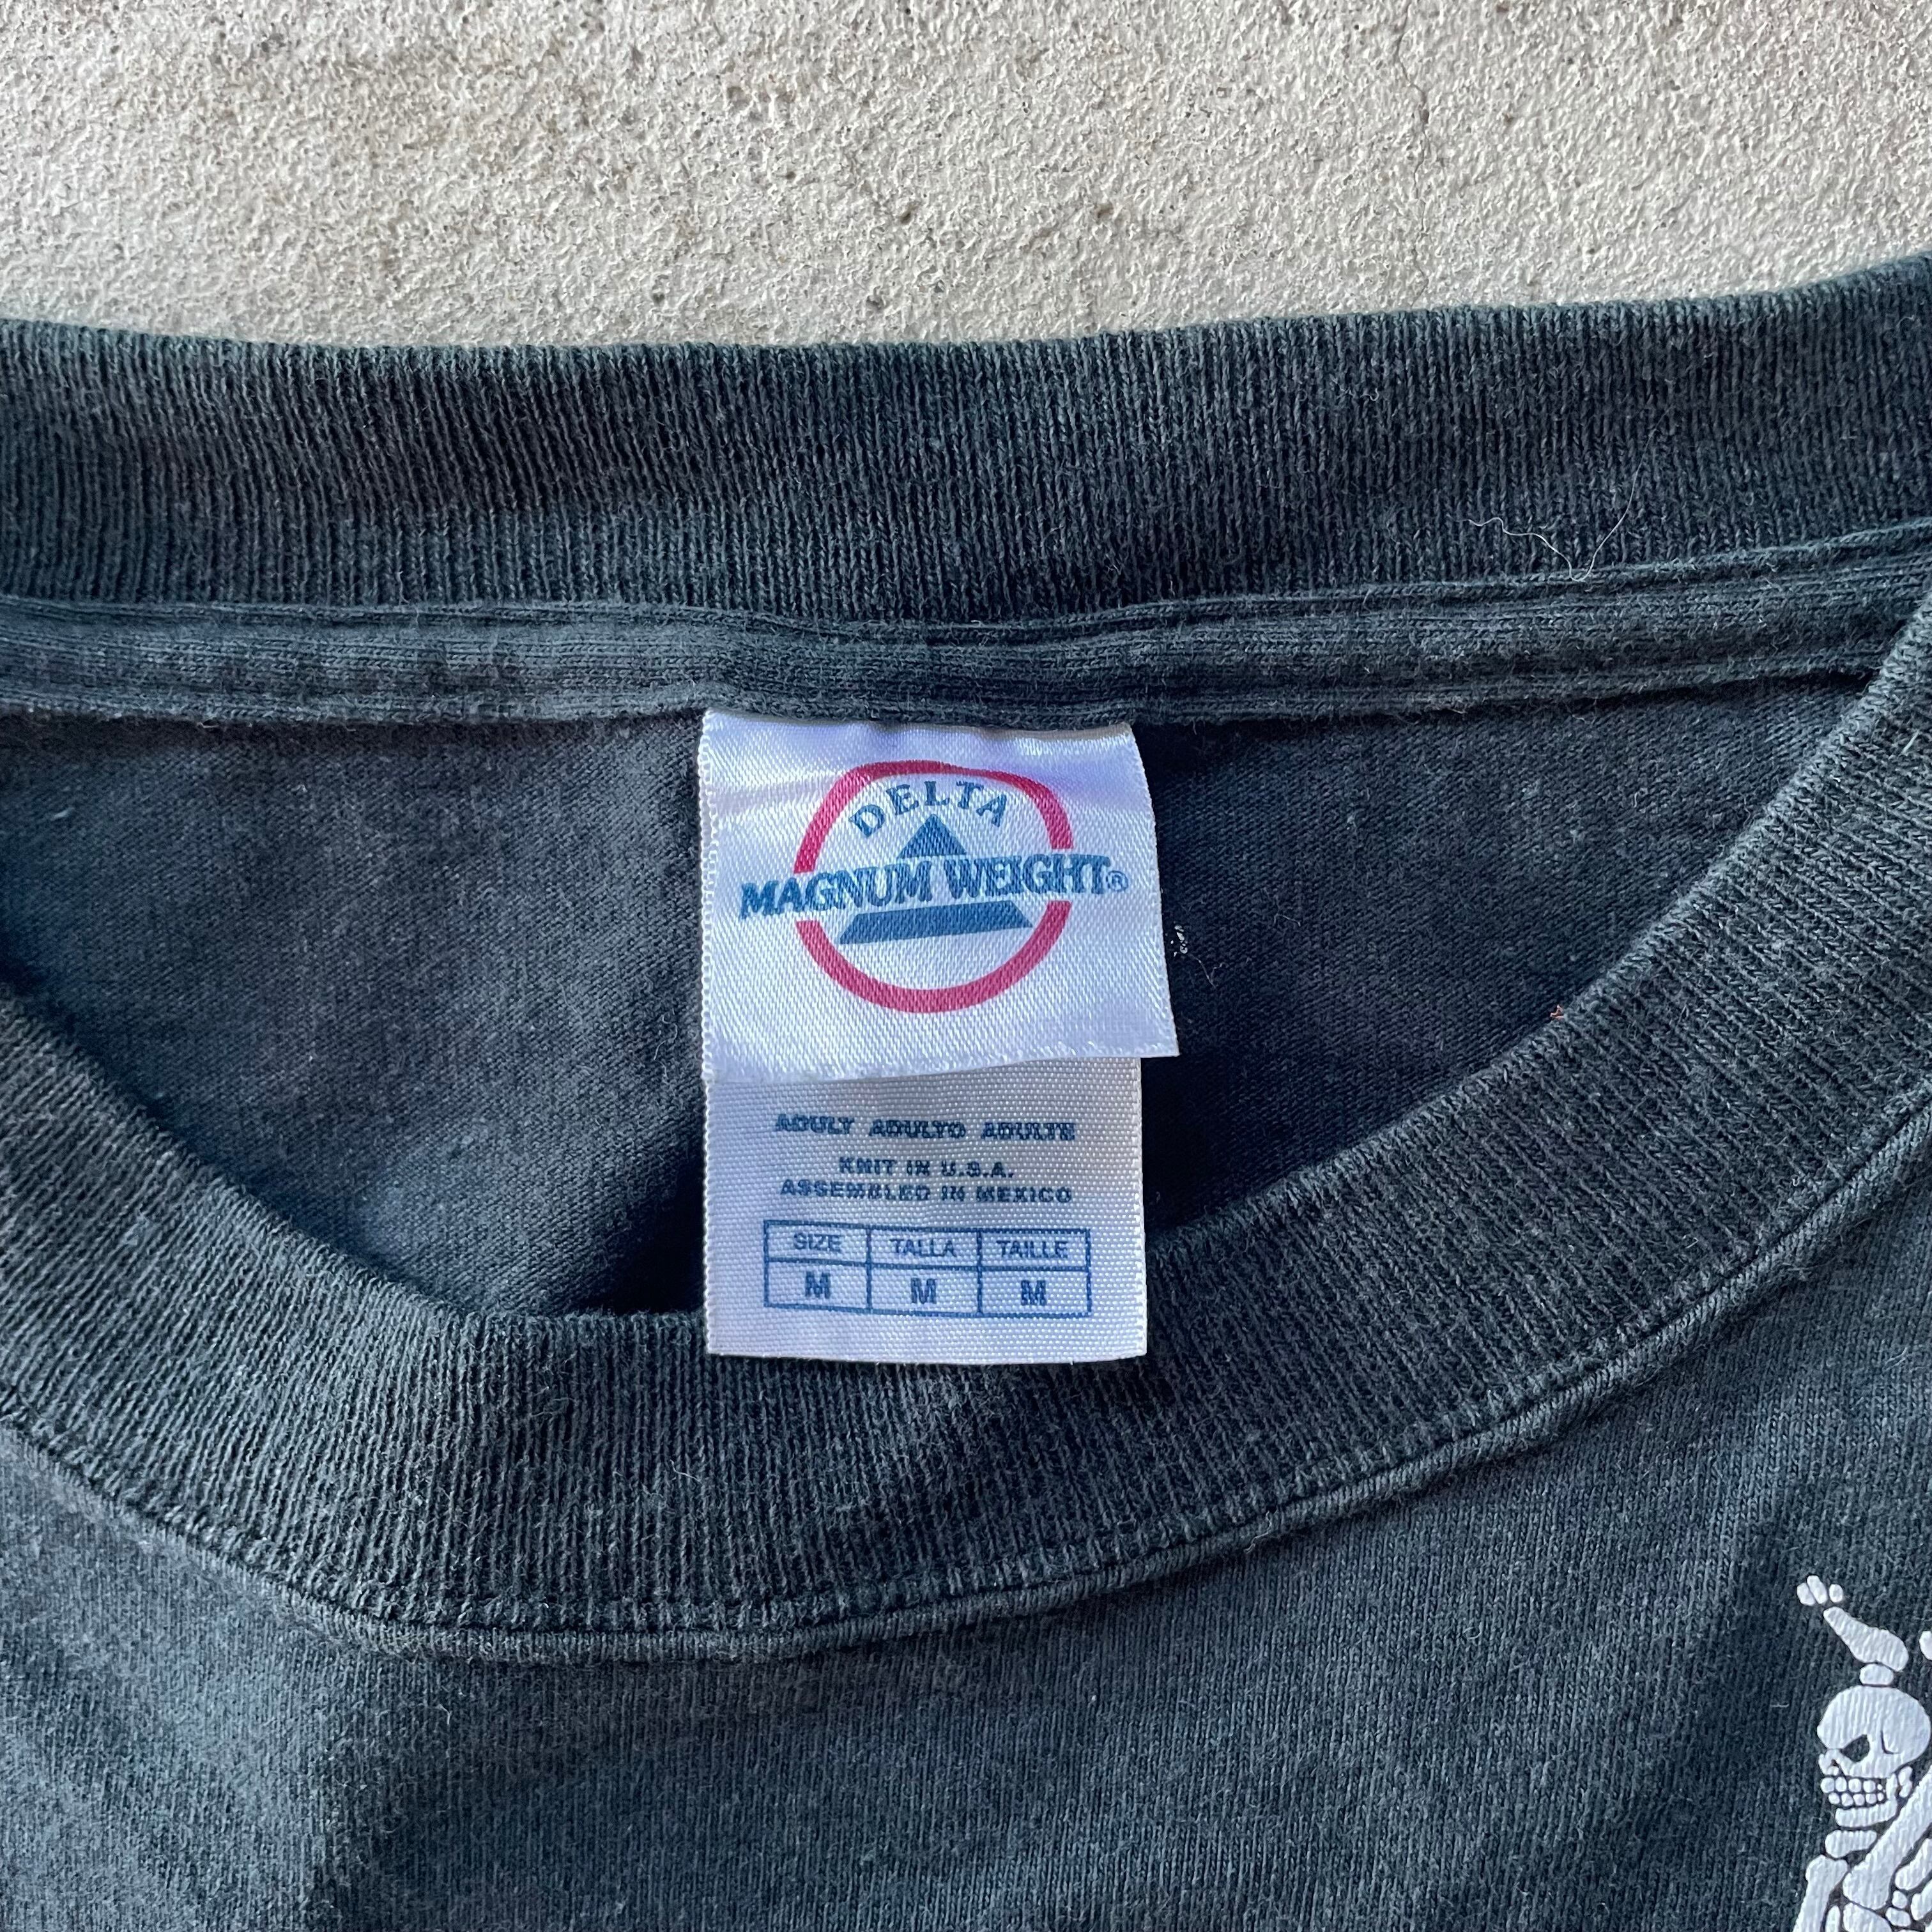 DELTA
MAGNUM WEIGHT®
ADULT ADULTO ADULTE
KNIT IN U.S.A.
ASSEMBLED IN MEXICO
SIZE TALLA TAILLE
M M M